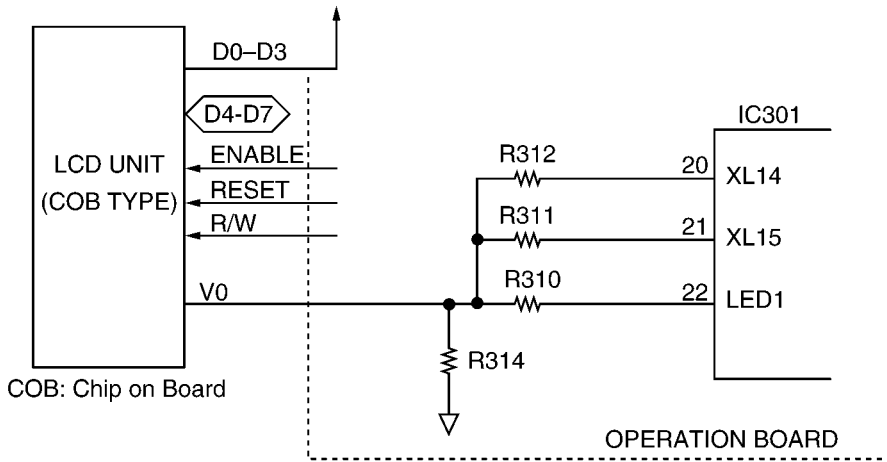 D0–D3
D4-D7
IC301
LCD UNIT
(COB TYPE)
ENABLE
RESET
R/W
R312
20
XL14
R311
21
XL15
V0
R310
22
LED1
R314
COB: Chip on Board
OPERATION BOARD